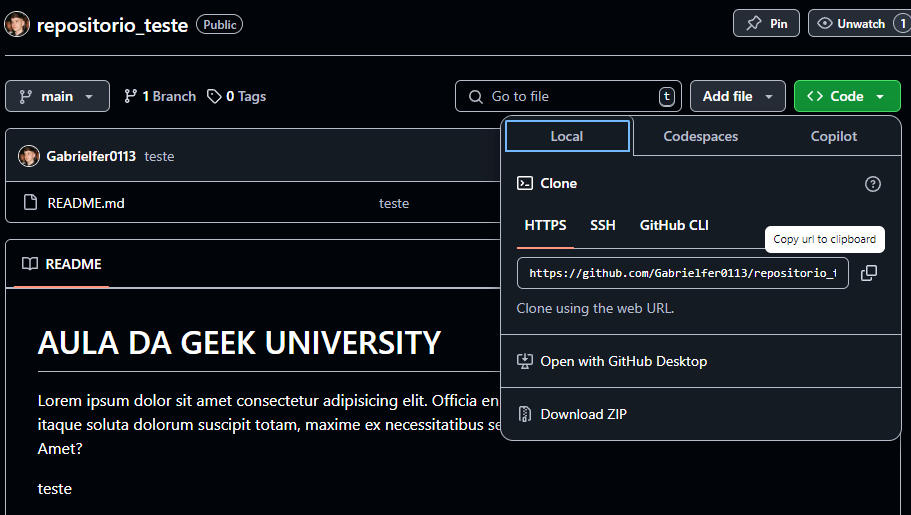 repositorio_teste Public Pin Unwatch 1
main 1 Branch 0 Tags Go to file t Add file <> Code
Local Codespaces Copilot
Gabrielfer0113 teste
Clone
README.md teste
HTTPS SSH GitHub CLI
Copy url to clipboard
README
https://github.com/Gabrielfer0113/repositorio_t
Clone using the web URL.
AULA DA GEEK UNIVERSITY
Open with GitHub Desktop
Lorem ipsum dolor sit amet consectetur adipisicing elit. Officia en
Download ZIP
itaque soluta dolorum suscipit totam, maxime ex necessitatibus se
Amet?
teste